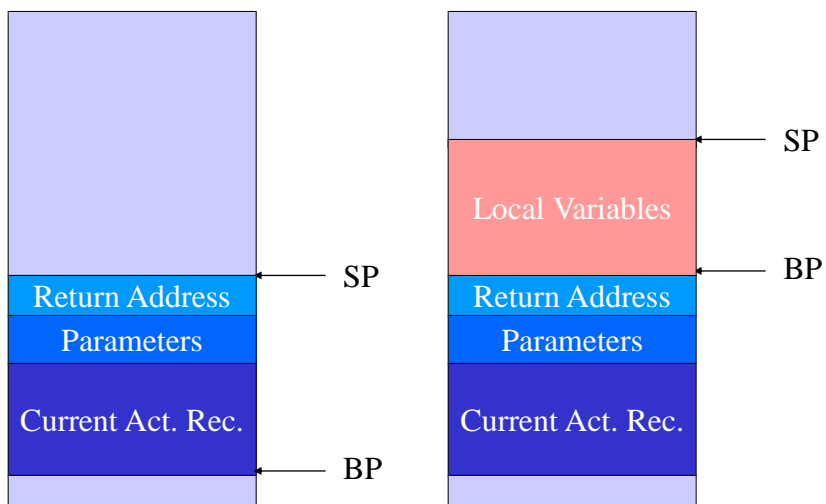 SP
Return Address
Parameters
Current Act. Rec.
BP
SP
Local Variables
BP
Return Address
Parameters
Current Act. Rec.